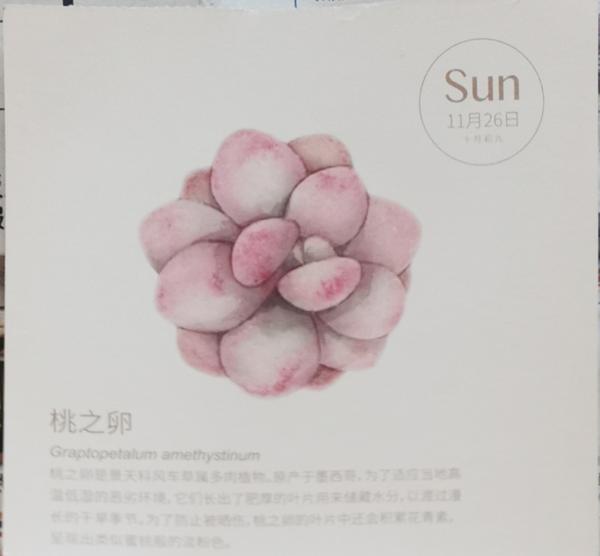 Sun
11月26日
十月初九
桃之卵
Graptopetalum amethystinum
桃之卵是景天科风车草属多肉植物。原产于墨西哥，为了适应当地高
温低湿的恶劣环境，它们长出了肥厚的叶片用来储藏水分，以渡过漫
长的干旱季节。为了防止被晒伤，桃之卵的叶片中还会积累花青素，
呈现出类似蜜桃般的淡粉色。